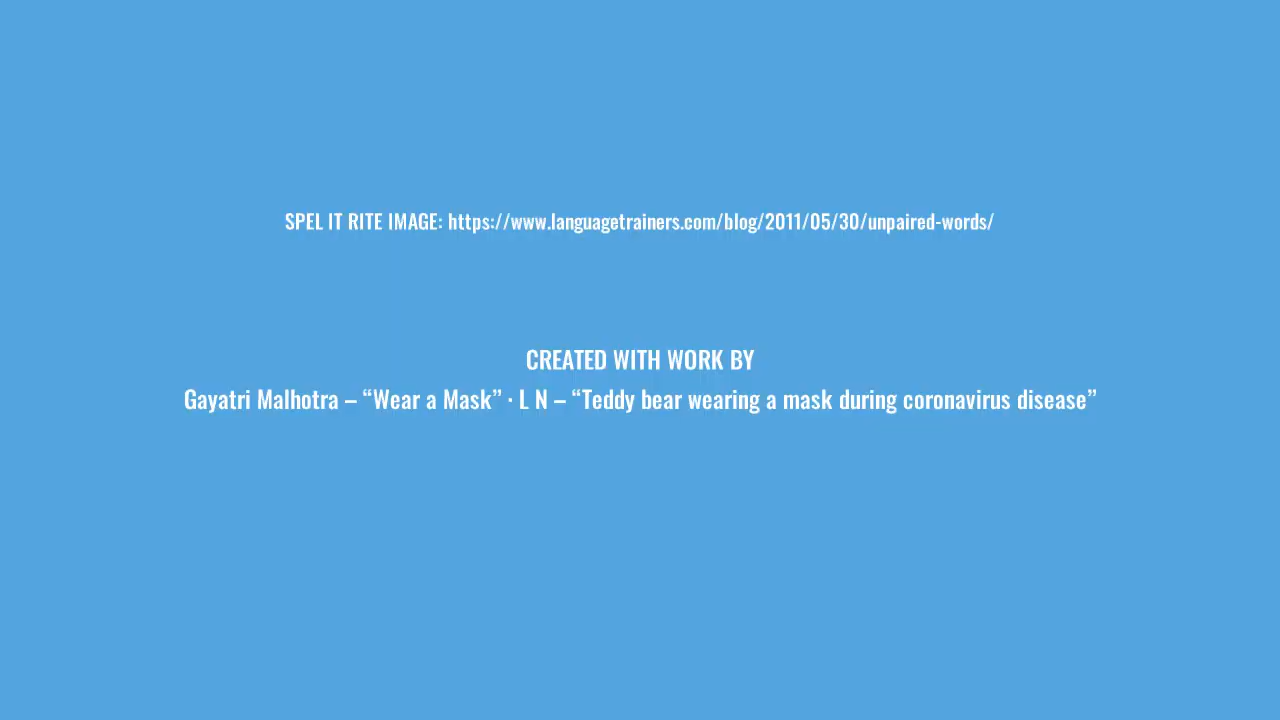 SPEL IT RITE IMAGE: https://www.languagetrainers.com/blog/2011/05/30/unpaired-words/
CREATED WITH WORK BY
Gayatri Malhotra – “Wear a Mask” · L N – “Teddy bear wearing a mask during coronavirus disease”